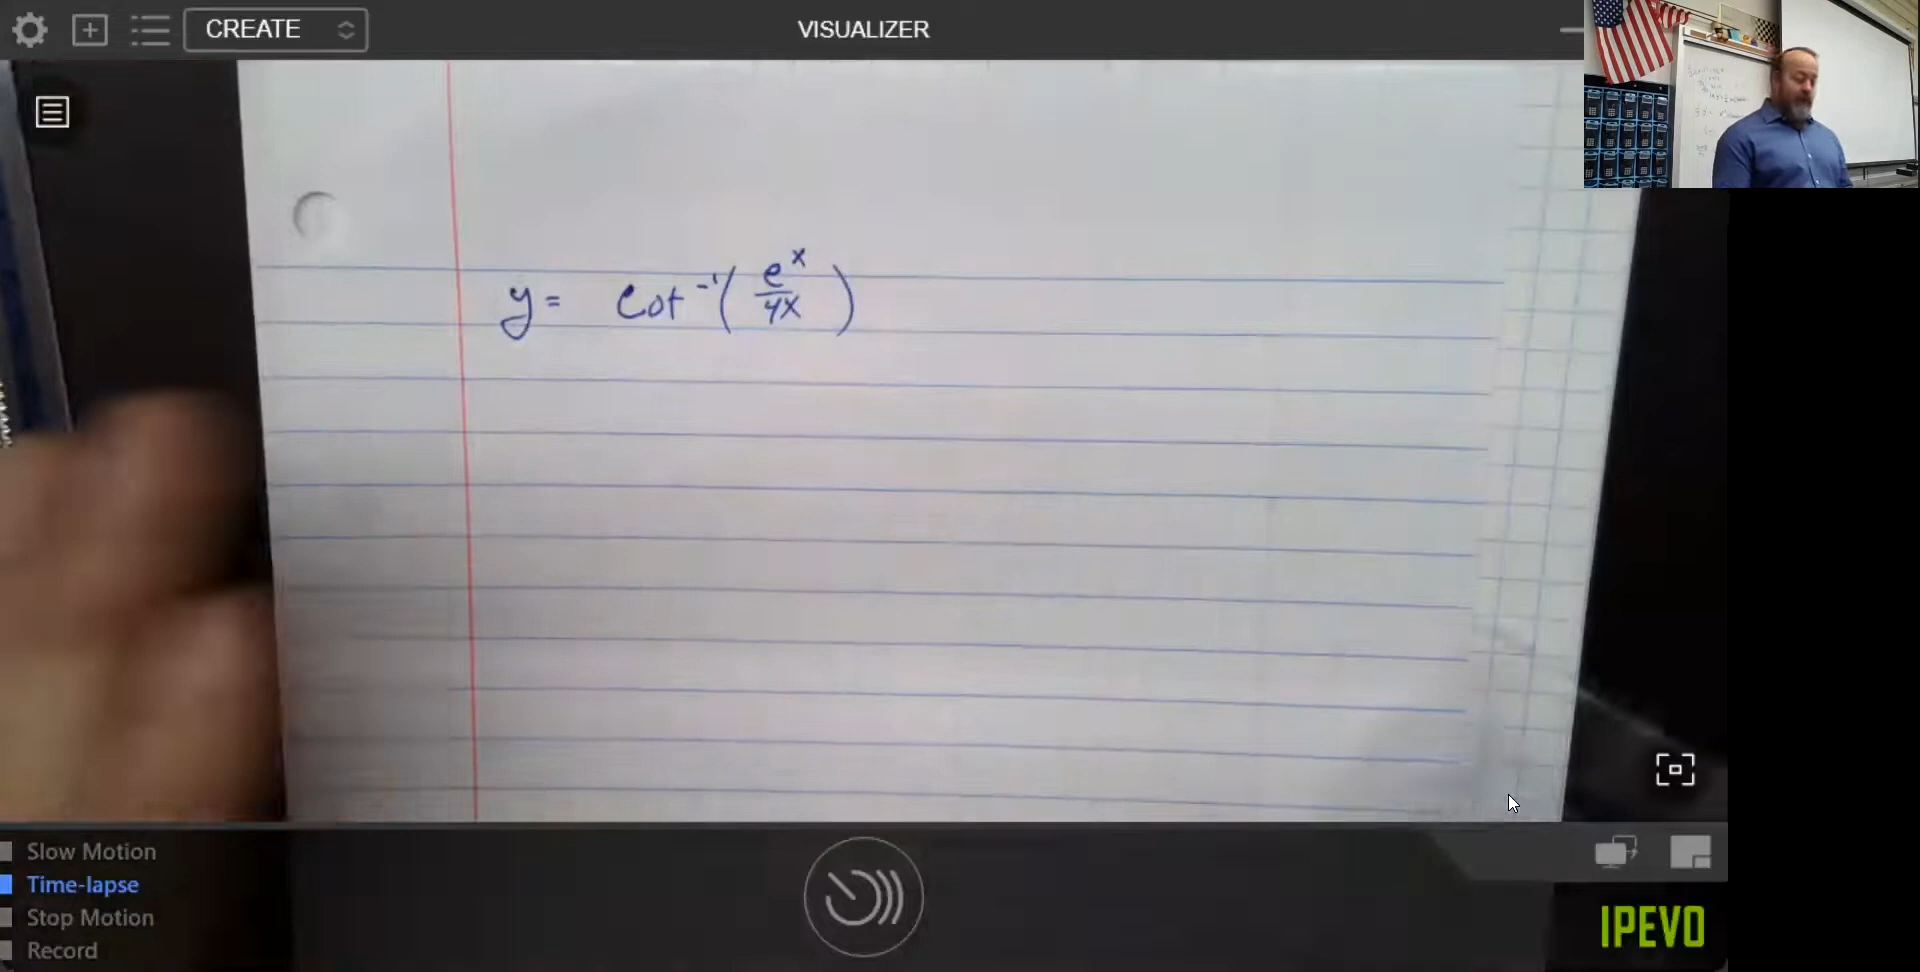 CREATE
VISUALIZER
y = Cot⁻¹(eˣ/4x)
Slow Motion
Time-lapse
Stop Motion
Record
IPEVO